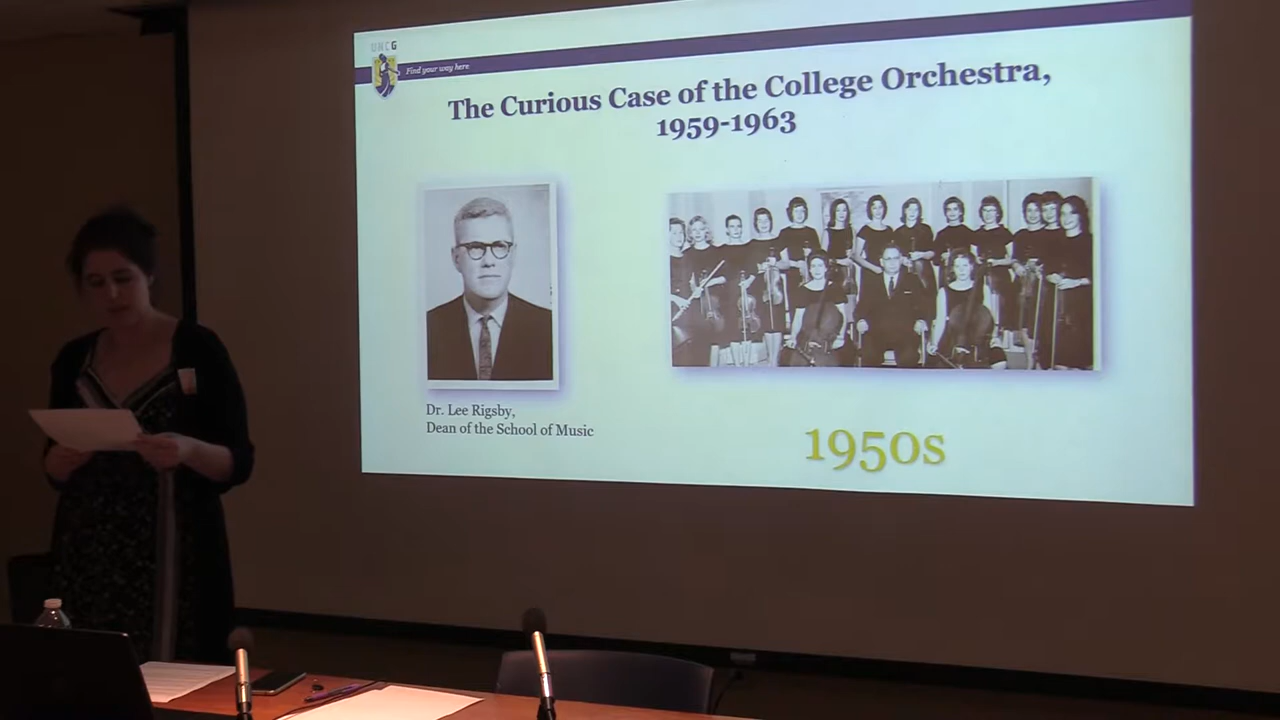 UNCG
Find your way here
The Curious Case of the College Orchestra,
1959-1963
Dr. Lee Rigsby,
Dean of the School of Music
1950s